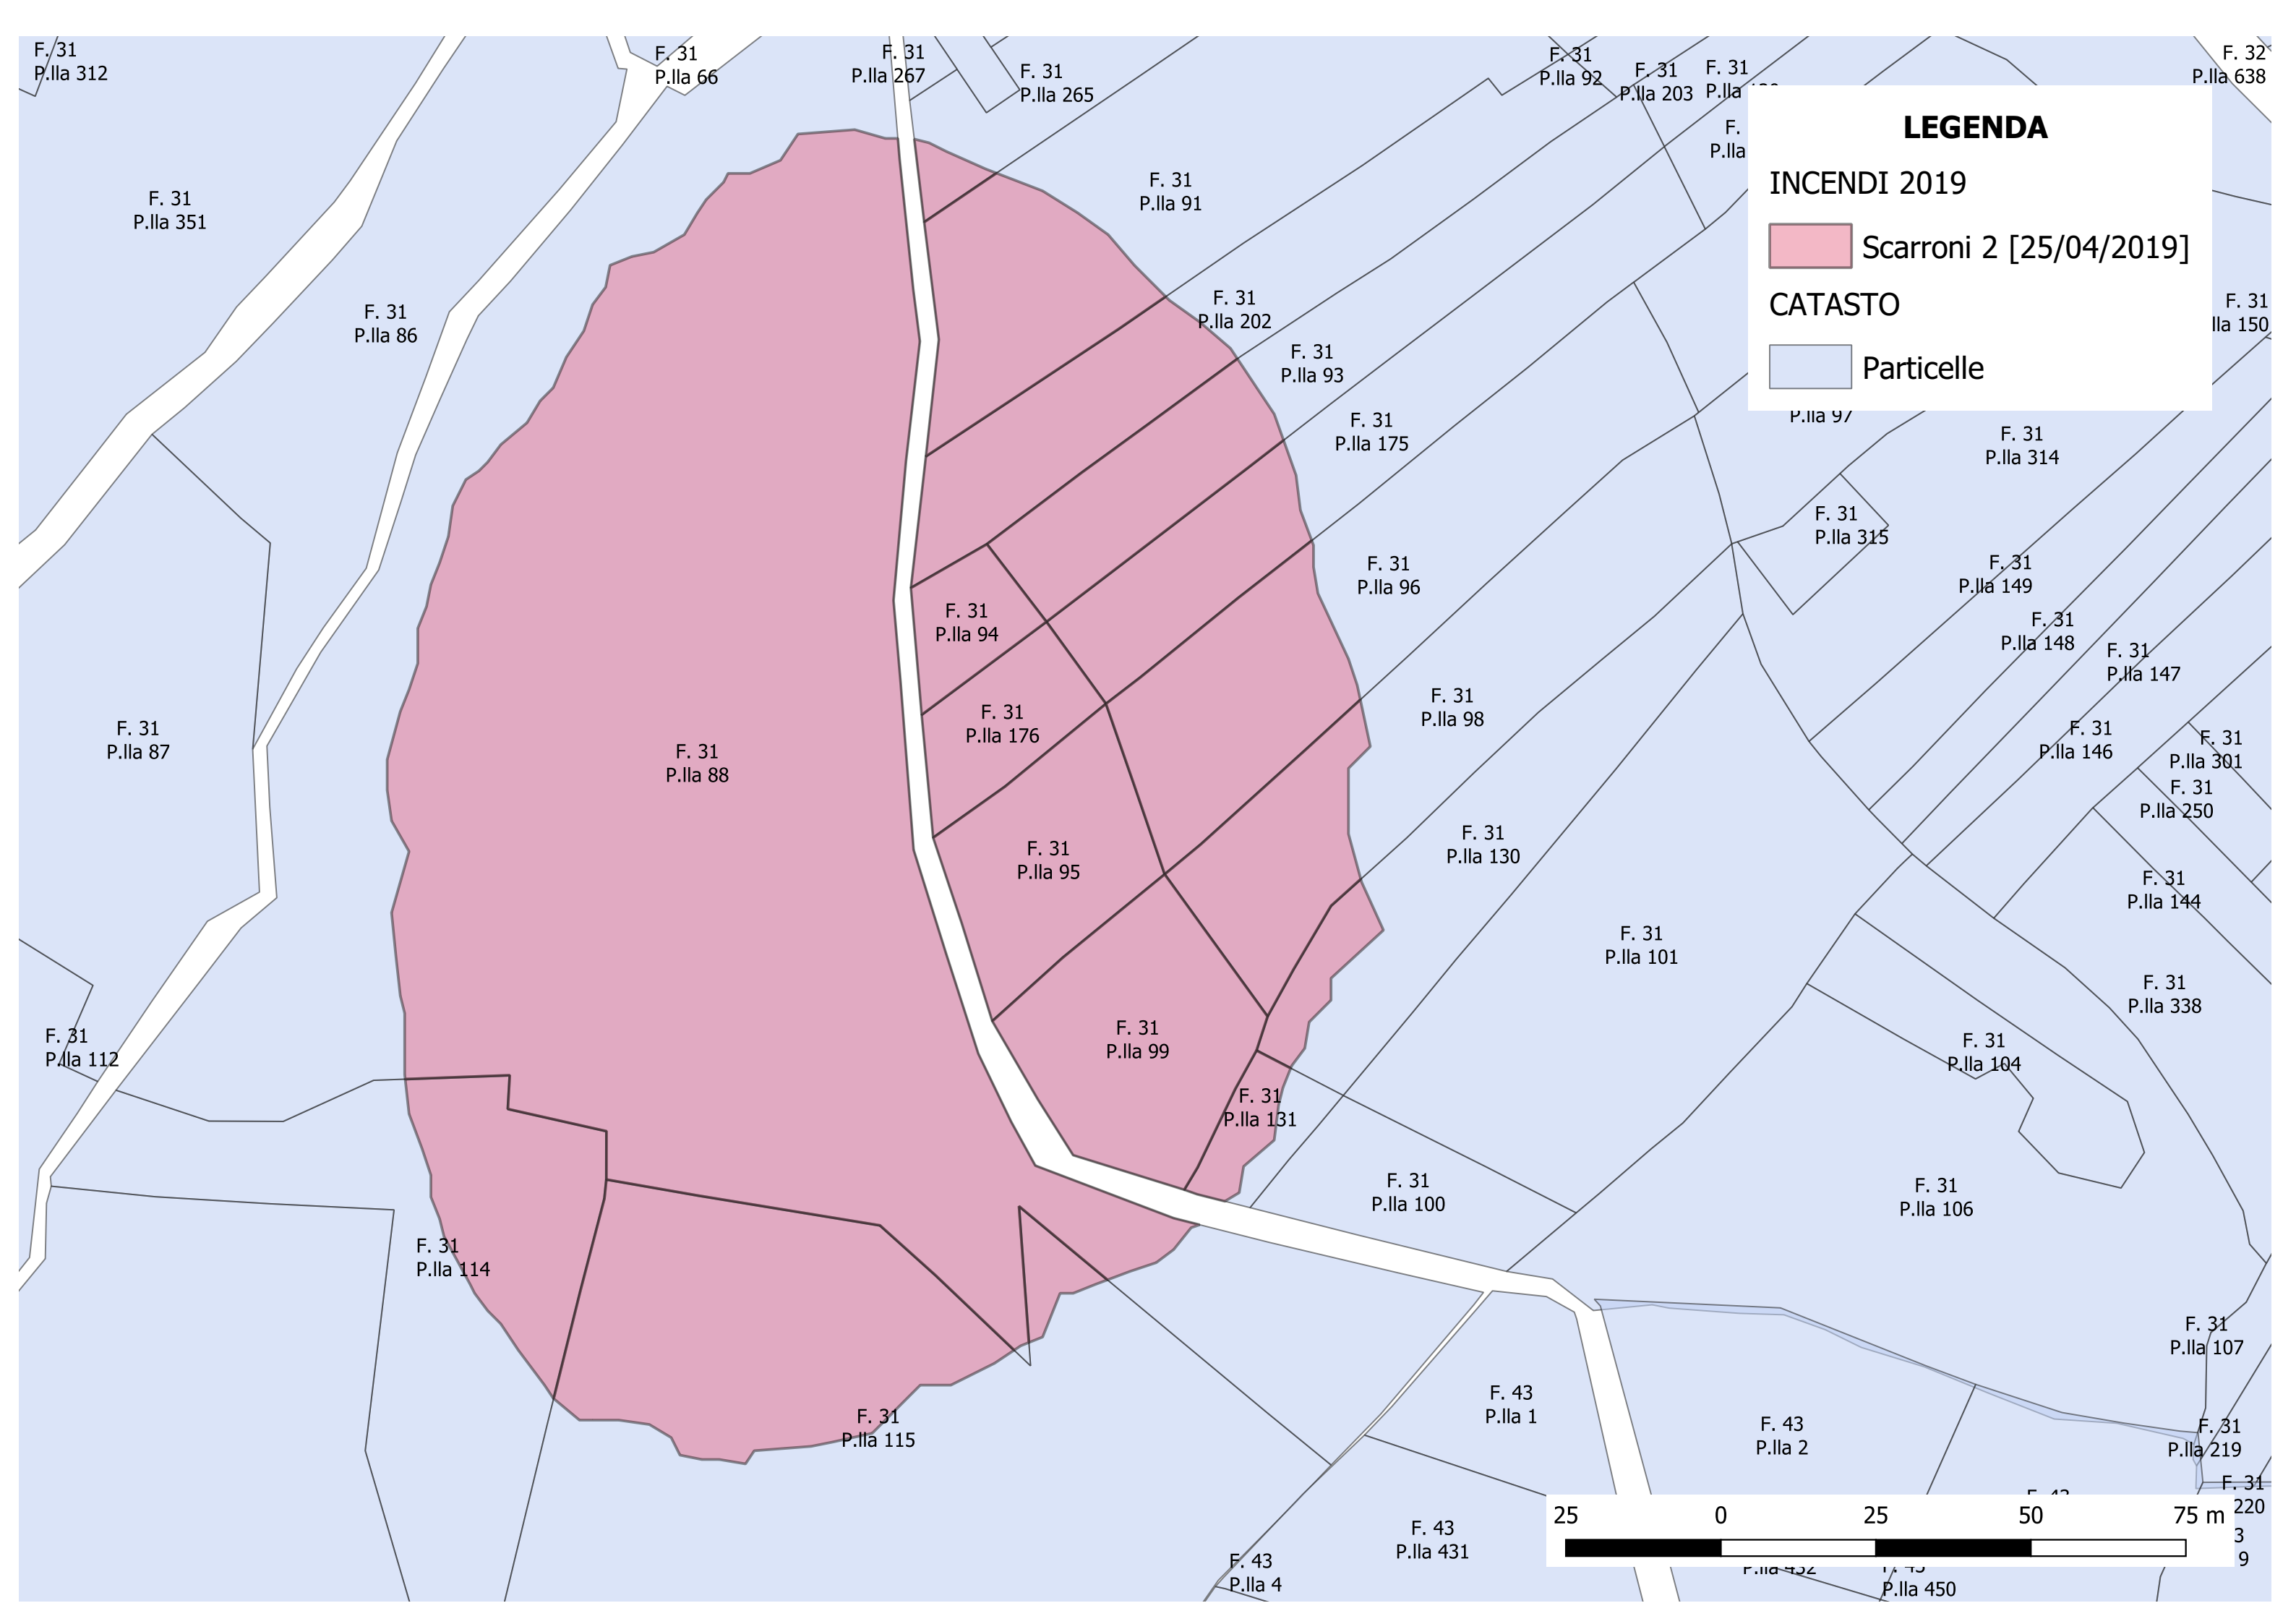 F. 31
P.lla 312
F. 31
P.lla 66
F. 31
P.lla 267
F. 31
P.lla 265
F. 31
P.lla 92
F. 31
P.lla 203
F. 31
P.lla
F. 32
P.lla 638
F.
P.lla
LEGENDA
INCENDI 2019
Scarroni 2 [25/04/2019]
CATASTO
Particelle
F. 31
P.lla 351
F. 31
P.lla 91
F. 31
P.lla 86
F. 31
P.lla 202
F. 31
P.lla 93
F. 31
lla 150
F. 31
P.lla 175
P.lla 97
F. 31
P.lla 314
F. 31
P.lla 315
F. 31
P.lla 96
F. 31
P.lla 149
F. 31
P.lla 94
F. 31
P.lla 148
F. 31
P.lla 147
F. 31
P.lla 98
F. 31
P.lla 176
F. 31
P.lla 87
F. 31
P.lla 88
F. 31
P.lla 146
F. 31
P.lla 301
F. 31
P.lla 250
F. 31
P.lla 95
F. 31
P.lla 130
F. 31
P.lla 144
F. 31
P.lla 101
F. 31
P.lla 338
F. 31
P.lla 112
F. 31
P.lla 99
F. 31
P.lla 104
F. 31
P.lla 131
F. 31
P.lla 100
F. 31
P.lla 106
F. 31
P.lla 114
F. 31
P.lla 107
F. 31
P.lla 115
F. 43
P.lla 1
F. 43
P.lla 2
F. 31
P.lla 219
F. 31
220
25 0 25 50 75 m
F. 43
P.lla 431
3
9
F. 43
P.lla 4
P.lla 450